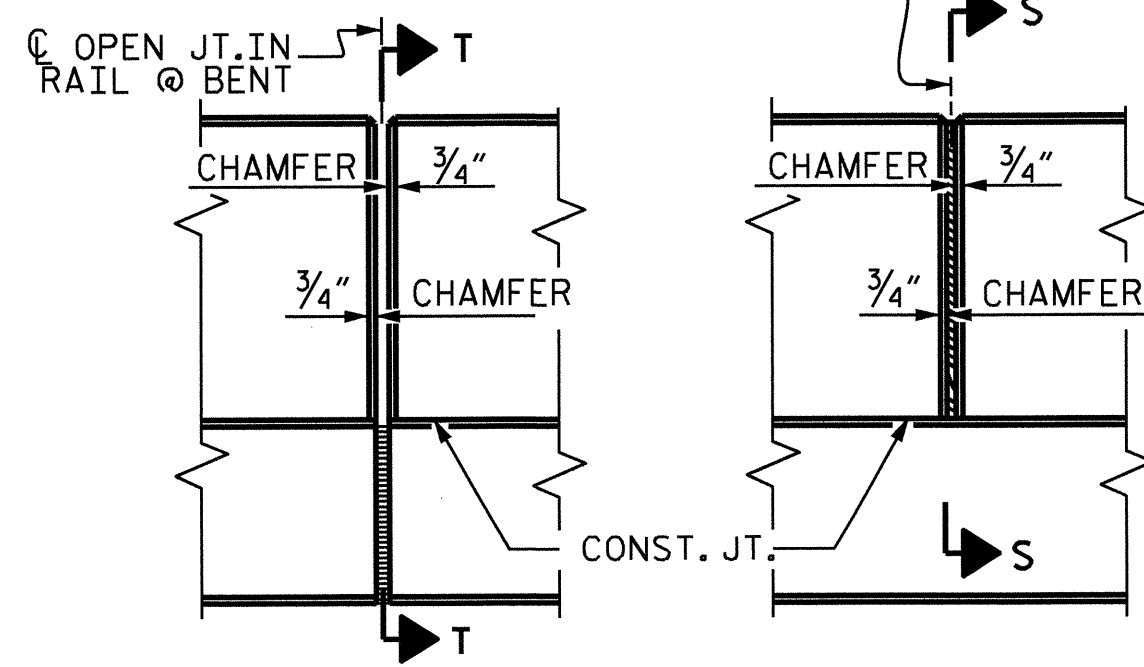 ℄ OPEN JT. IN
RAIL @ BENT
T
S
CHAMFER 3/4"
CHAMFER 3/4"
3/4" CHAMFER
3/4" CHAMFER
CONST. JT.
S
T